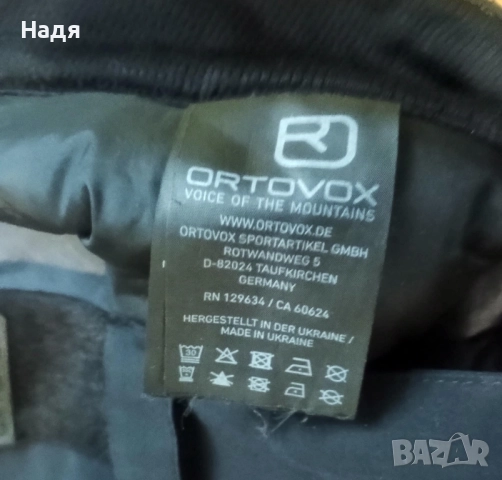 Надя
ORTOVOX
VOICE OF THE MOUNTAINS
WWW.ORTOVOX.DE
ORTOVOX SPORTARTIKEL GMBH
ROTWANDWEG 5
D-82024 TAUFKIRCHEN
GERMANY
RN 129634 / CA 60624
HERGESTELLT IN DER UKRAINE /
MADE IN UKRAINE
30
BAZAR